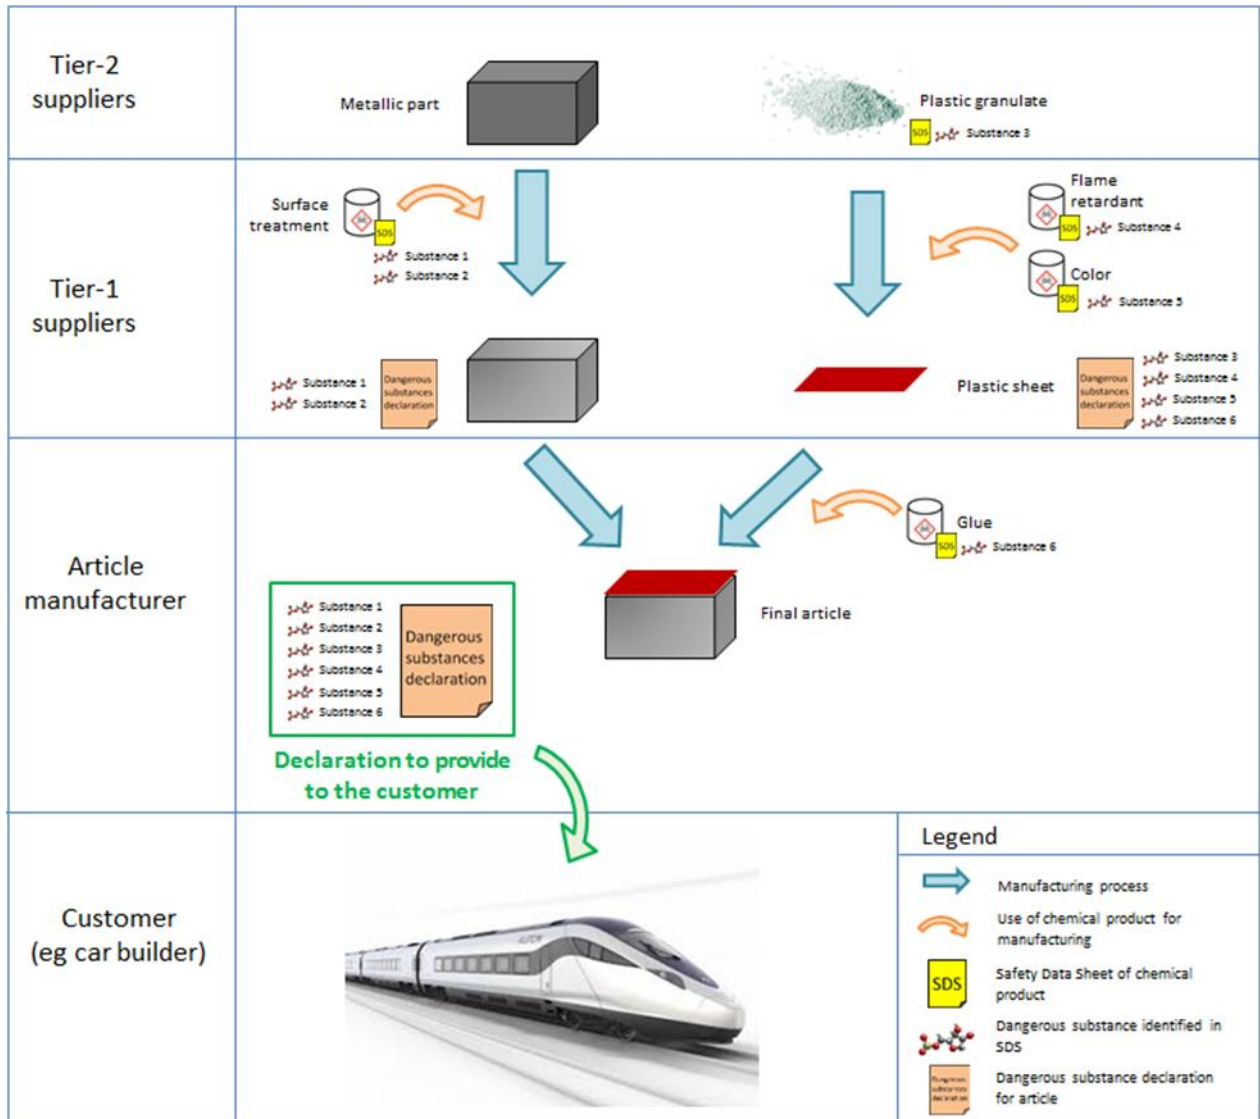 Tier-2
suppliers
Metallic part
Plastic granulate
SDS
Substance 3
Tier-1
suppliers
Surface
treatment
SDS
Substance 1
Substance 2
Flame
retardant
SDS
Substance 4
Color
SDS
Substance 5
Substance 1
Substance 2
Dangerous
substances
declaration
Plastic sheet
Dangerous
substances
declaration
Substance 3
Substance 4
Substance 5
Substance 6
Article
manufacturer
Glue
SDS
Substance 6
Final article
Substance 1
Substance 2
Substance 3
Substance 4
Substance 5
Substance 6
Dangerous
substances
declaration
Declaration to provide
to the customer
Customer
(eg car builder)
Legend
Manufacturing process
Use of chemical product for
manufacturing
SDS
Safety Data Sheet of chemical
product
Dangerous substance identified in
SDS
Dangerous
substances
declaration
Dangerous substance declaration
for article